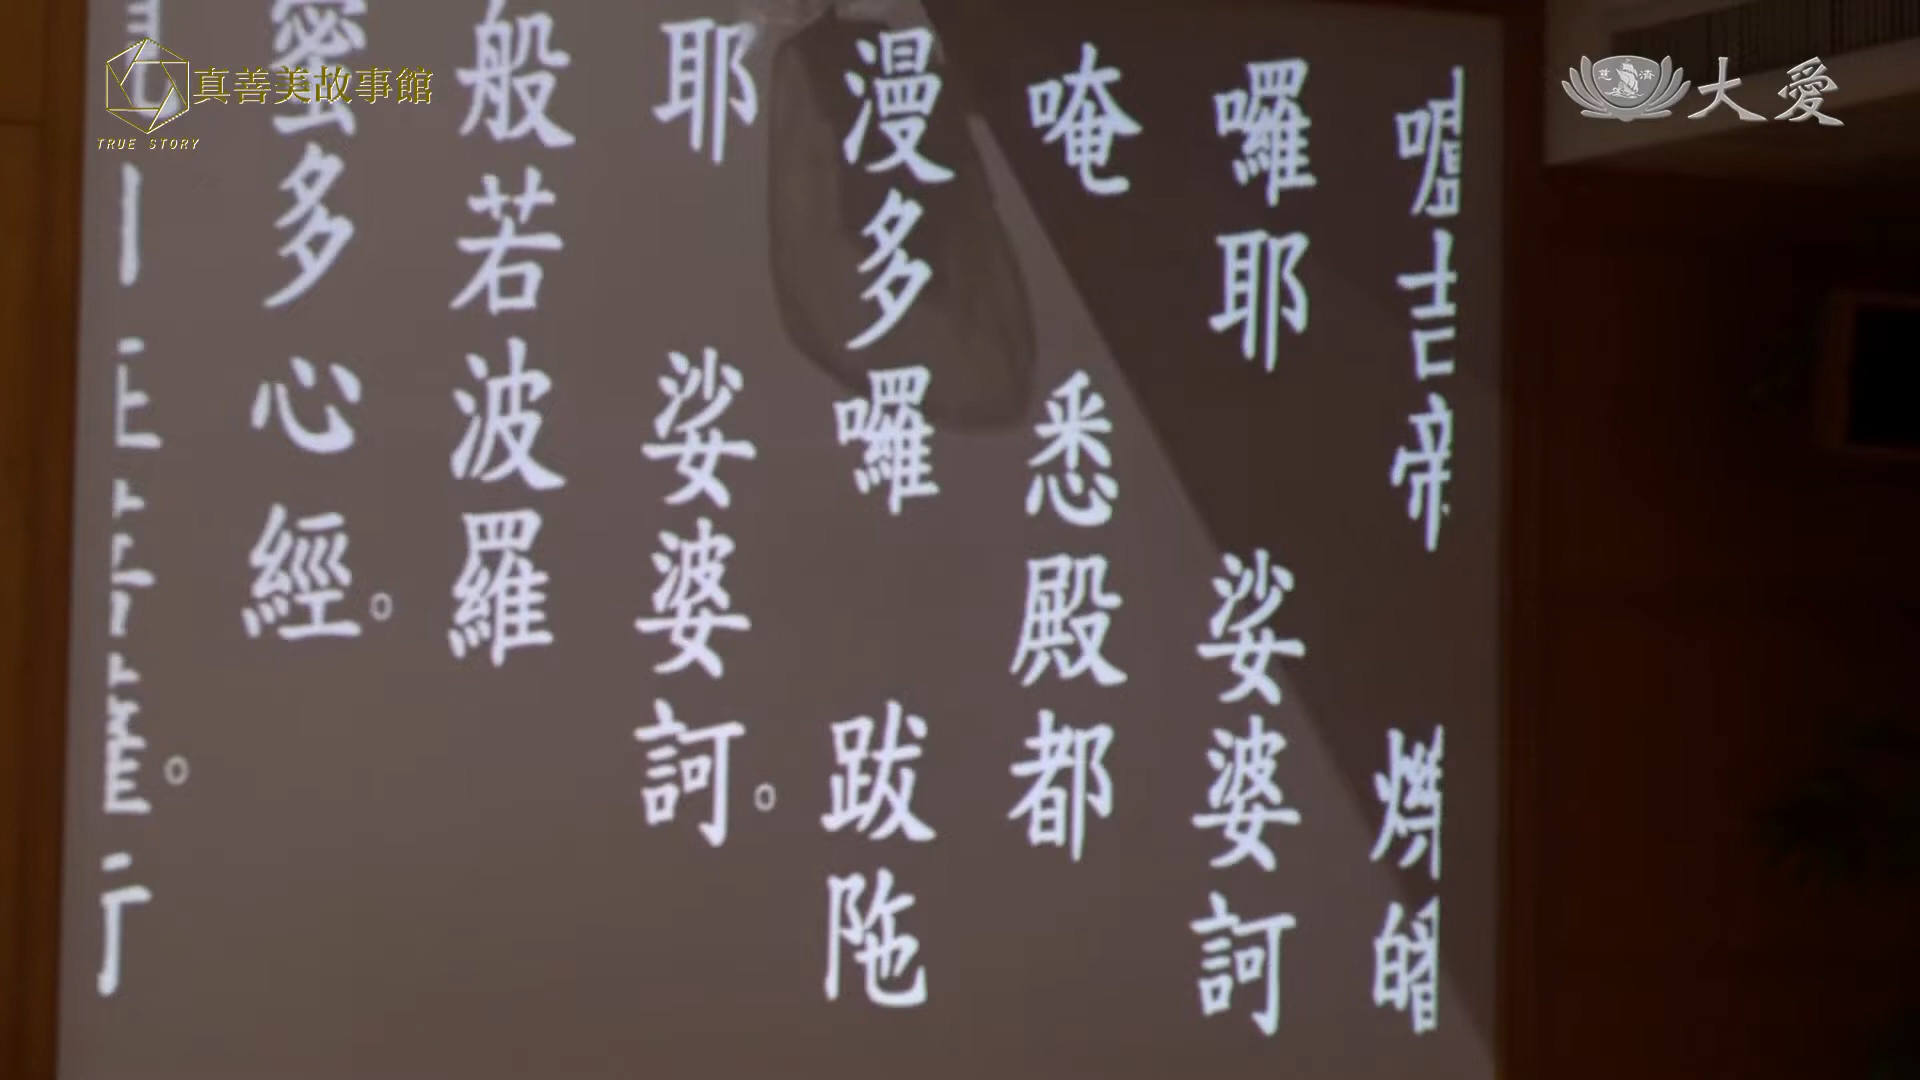 真善美故事館
TRUE STORY
慈濟
大愛
嚧吉帝 爍皤
囉耶 娑婆訶
唵 悉殿都
漫多囉 跋陁
耶 娑婆訶。
般若波羅
蜜多心經。